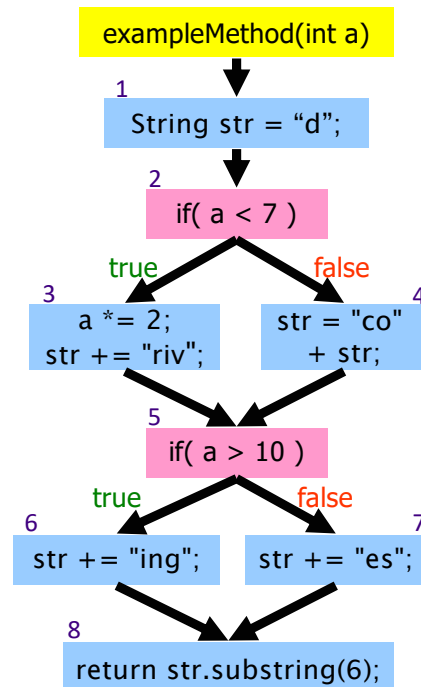 exampleMethod(int a)
1
String str = “d”;
2
if( a < 7 )
true
false
3
4
a *= 2;
str += "riv";
str = "co"
+ str;
5
if( a > 10 )
true
false
6
7
str += "ing";
str += "es";
8
return str.substring(6);